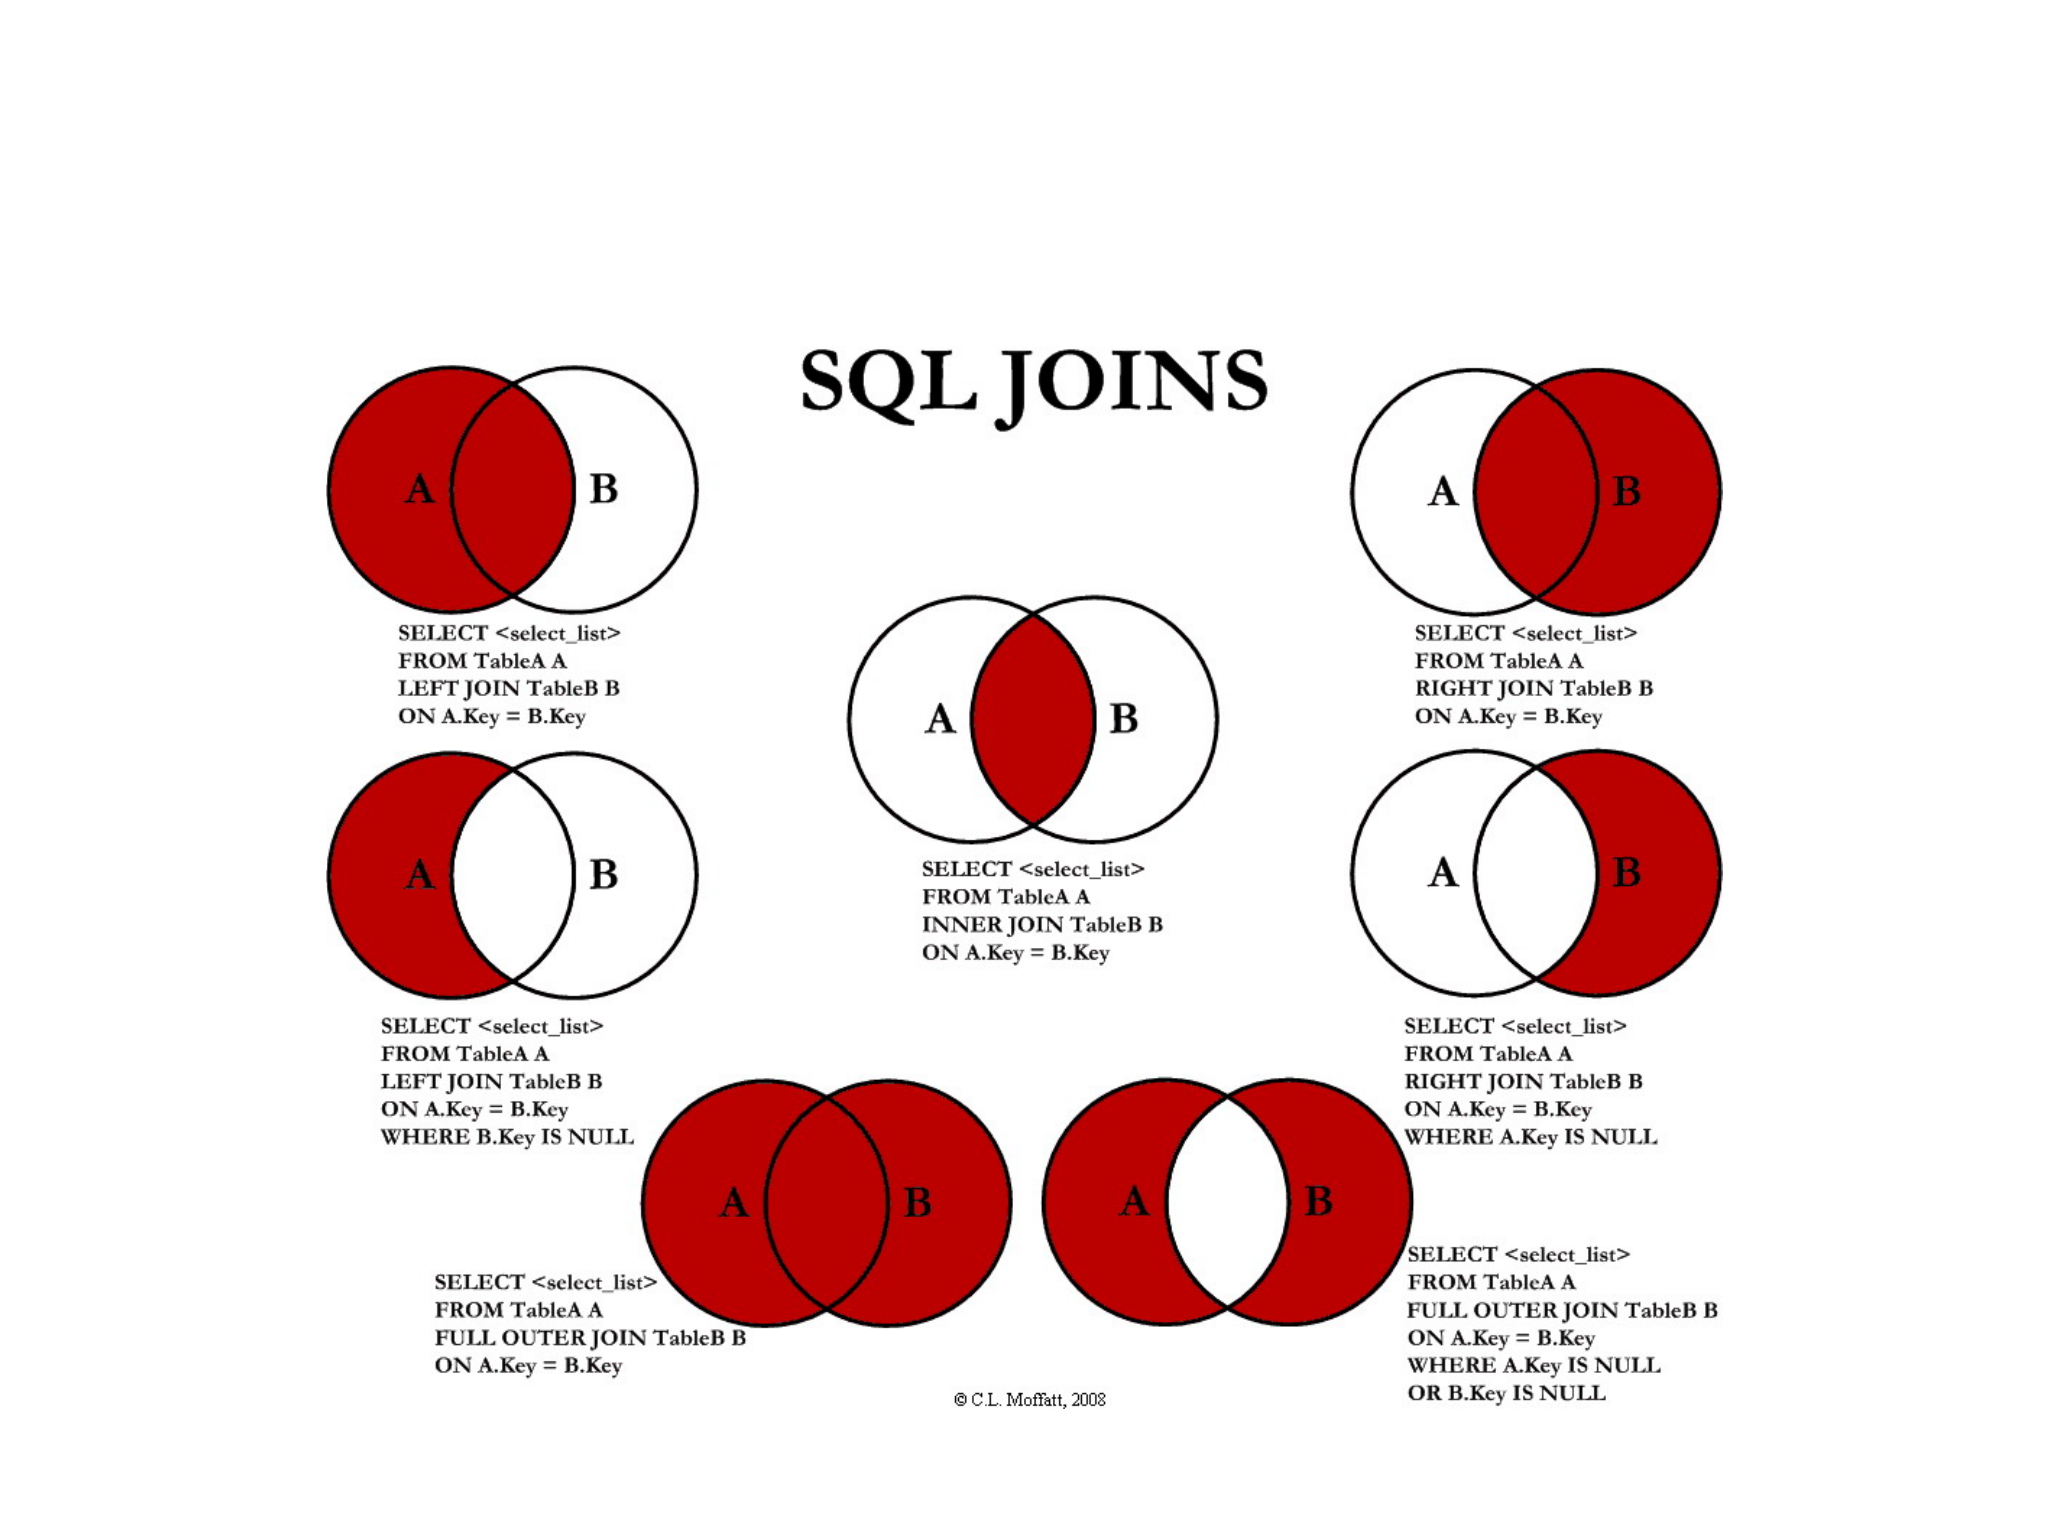 SQL JOINS
A B
SELECT <select_list>
FROM TableA A
LEFT JOIN TableB B
ON A.Key = B.Key
A B
SELECT <select_list>
FROM TableA A
RIGHT JOIN TableB B
ON A.Key = B.Key
A B
SELECT <select_list>
FROM TableA A
INNER JOIN TableB B
ON A.Key = B.Key
A B
SELECT <select_list>
FROM TableA A
LEFT JOIN TableB B
ON A.Key = B.Key
WHERE B.Key IS NULL
A B
SELECT <select_list>
FROM TableA A
RIGHT JOIN TableB B
ON A.Key = B.Key
WHERE A.Key IS NULL
A B
SELECT <select_list>
FROM TableA A
FULL OUTER JOIN TableB B
ON A.Key = B.Key
A B
SELECT <select_list>
FROM TableA A
FULL OUTER JOIN TableB B
ON A.Key = B.Key
WHERE A.Key IS NULL
OR B.Key IS NULL
© C.L. Moffatt, 2008